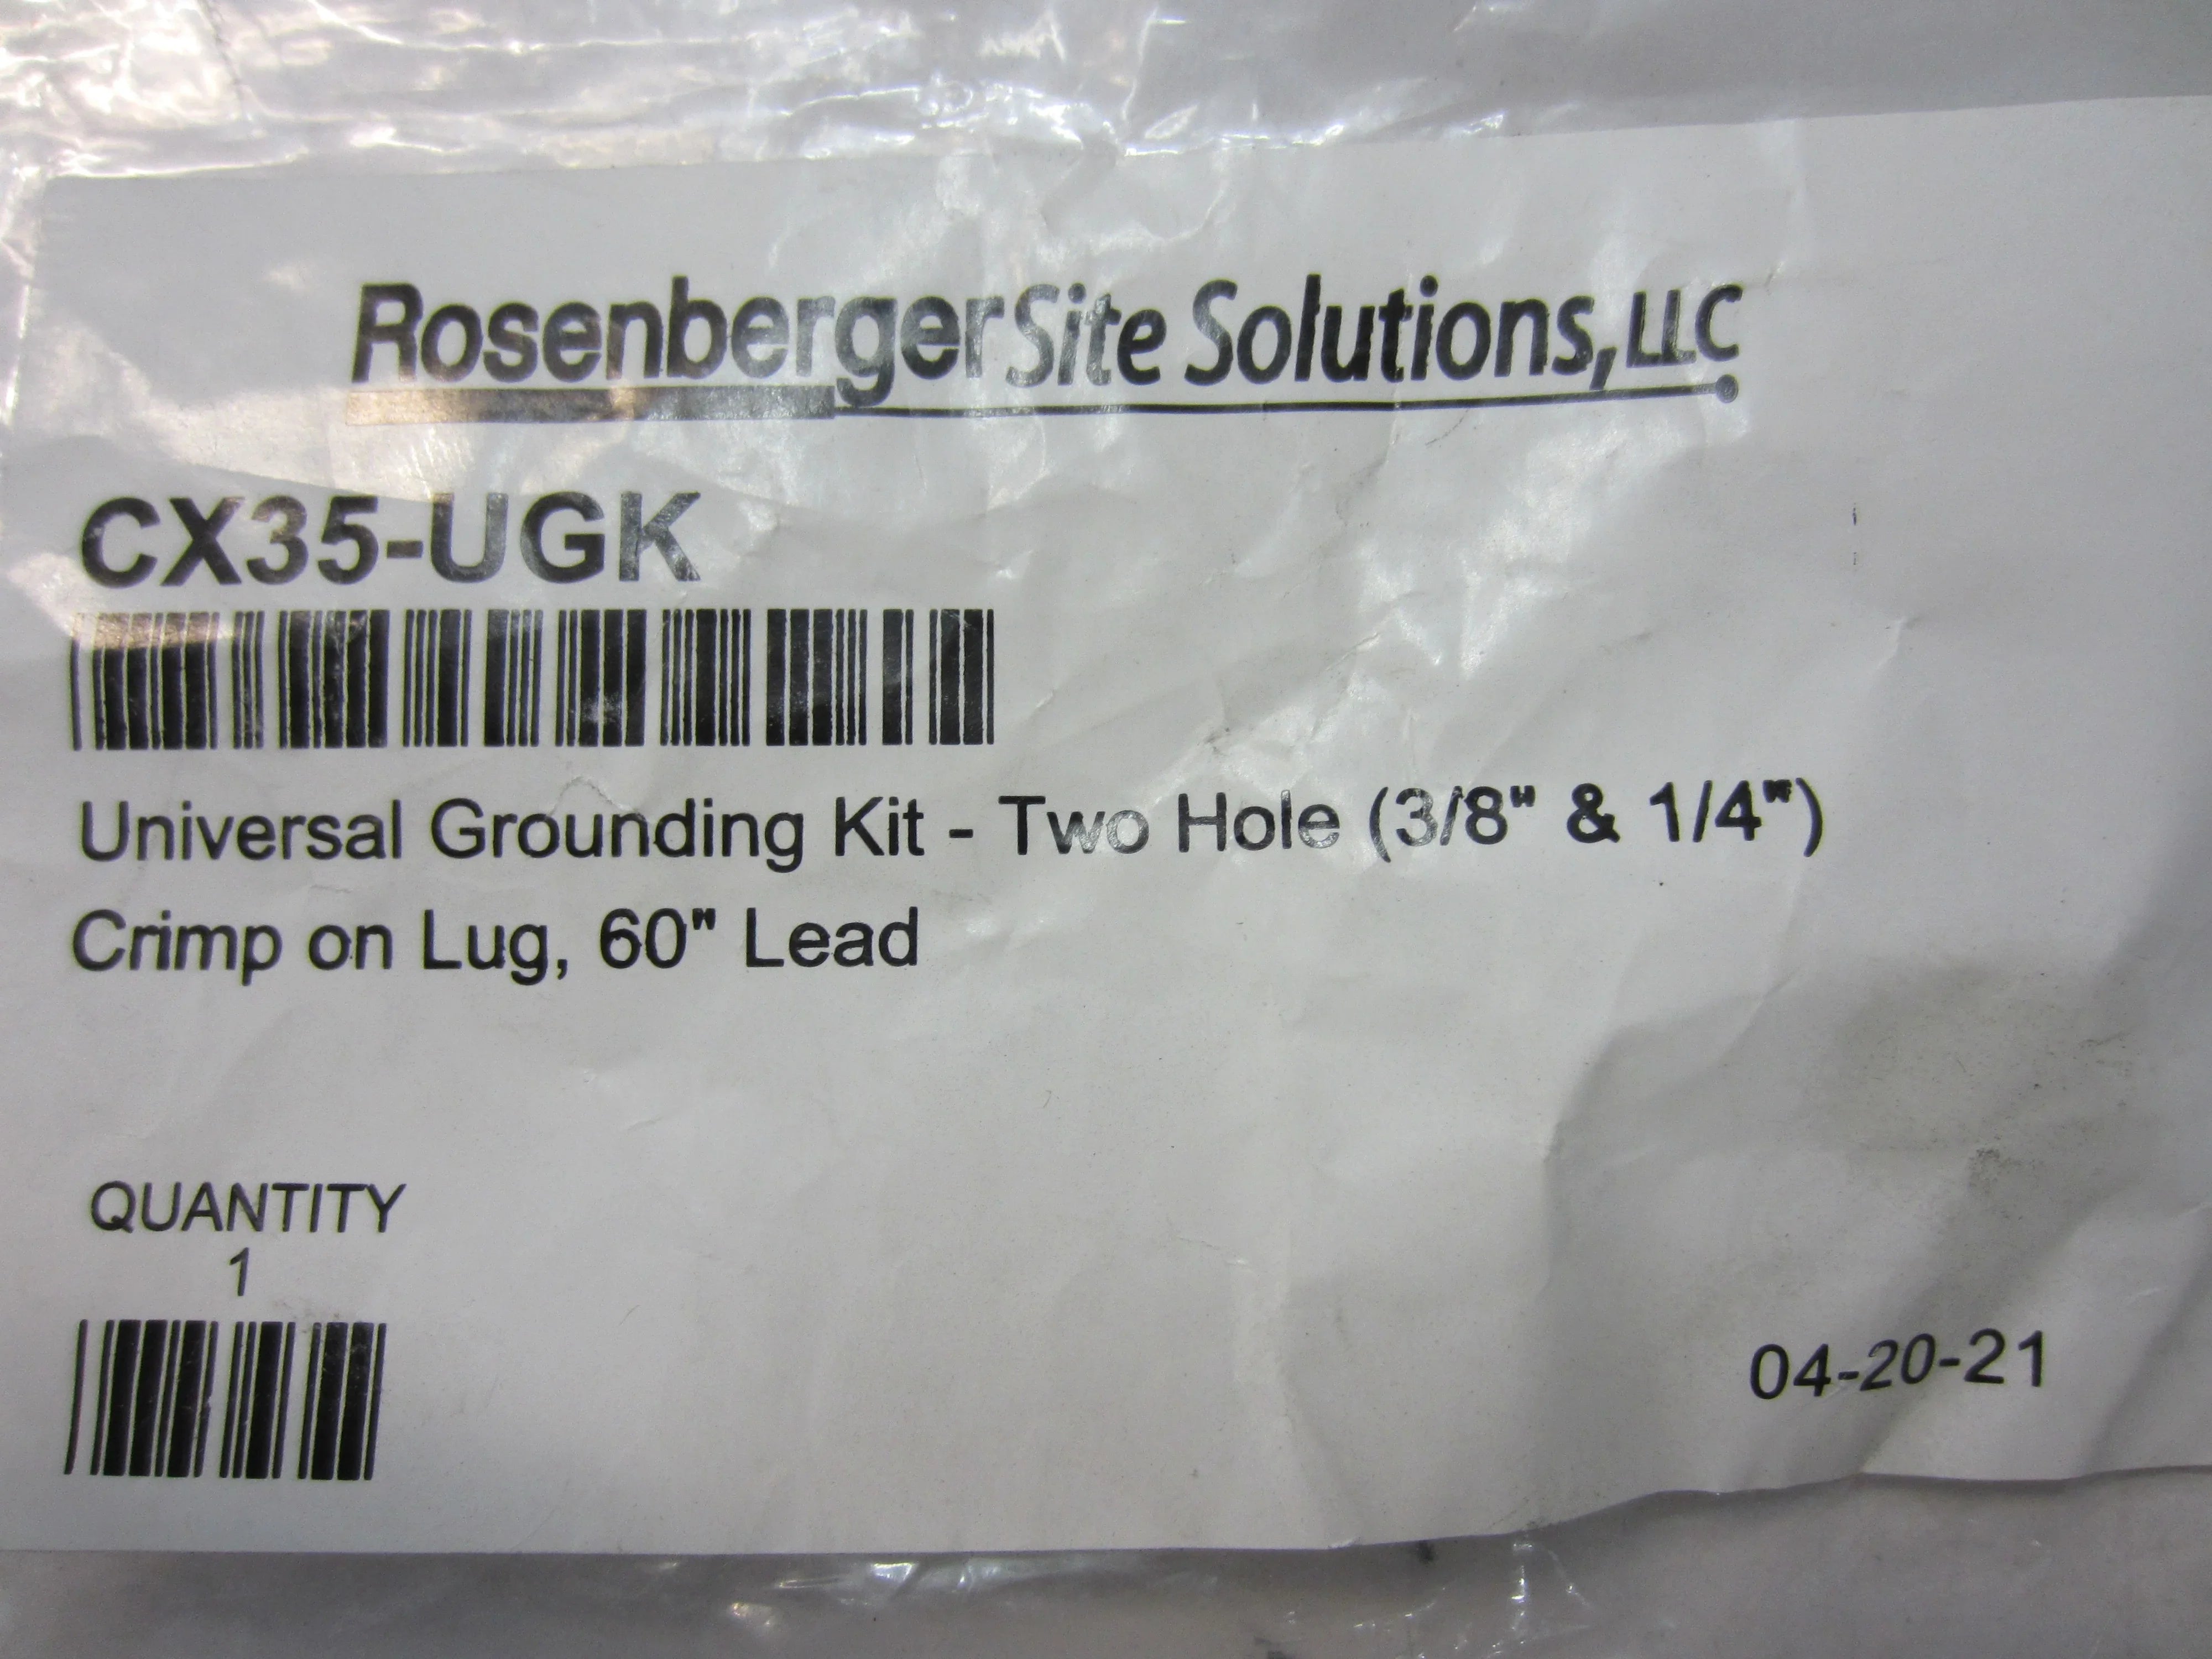 Rosenberger Site Solutions, LLC
CX35-UGK
Universal Grounding Kit - Two Hole (3/8" & 1/4")
Crimp on Lug, 60" Lead
QUANTITY
1
04-20-21